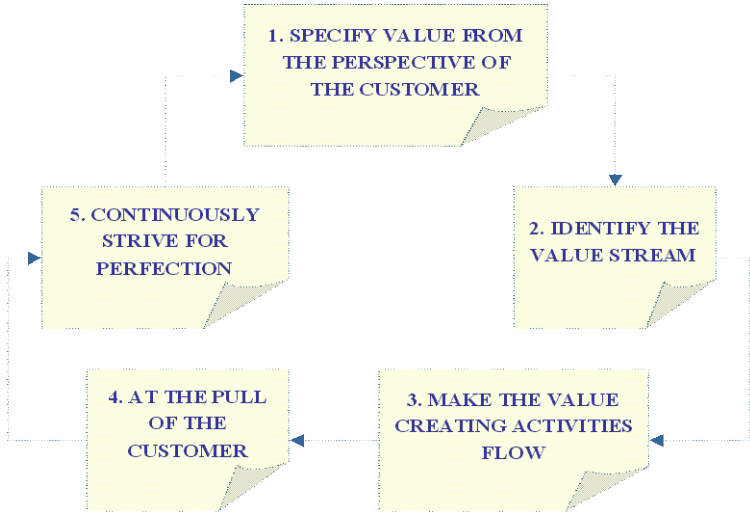 1. SPECIFY VALUE FROM
THE PERSPECTIVE OF
THE CUSTOMER
2. IDENTIFY THE
VALUE STREAM
3. MAKE THE VALUE
CREATING ACTIVITIES
FLOW
4. AT THE PULL
OF THE
CUSTOMER
5. CONTINUOUSLY
STRIVE FOR
PERFECTION